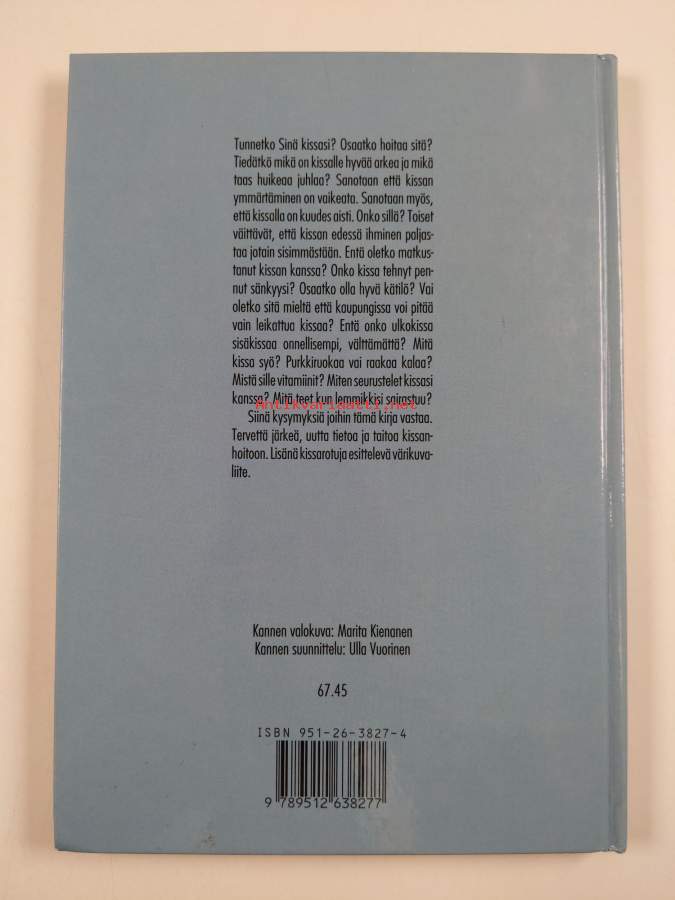 Tunnetko Sinä kissasi? Osaatko hoitaa sitä?
Tiedätkö mikä on kissalle hyvää arkea ja mikä
taas huikeaa juhlaa? Sanotaan että kissan
ymmärtäminen on vaikeata. Sanotaan myös,
että kissalla on kuudes aisti. Onko sillä? Toiset
väittävät, että kissan edessä ihminen paljas-
taa jotain sisimmästään. Entä oletko matkus-
tanut kissan kanssa? Onko kissa tehnyt pen-
nut sänkyysi? Osaatko olla hyvä kätilö? Vai
oletko sitä mieltä että kaupungissa voi pitää
vain leikattua kissaa? Entä onko ulkokissa
sisäkissaa onnellisempi, välttämättä? Mitä
kissa syö? Purkkiruokaa vai raakaa kalaa?
Mistä sille vitamiinit? Miten seurustelet kissasi
kanssa? Mitä teet kun lemmikkisi sairastuu?
Antikvariaatti.net
Siinä kysymyksiä joihin tämä kirja vastaa.
Tervettä järkeä, uutta tietoa ja taitoa kissan-
hoitoon. Lisänä kissarotuja esittelevä värikuva-
liite.
Kannen valokuva: Marita Kienanen
Kannen suunnittelu: Ulla Vuorinen
67.45
ISBN 951-26-3827-4
9 789512 638277